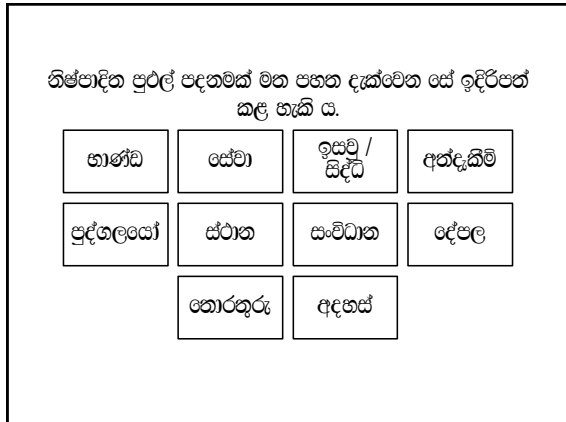 නිෂ්පාදිත පුළුල් පදනමක් මත පහත දැක්වෙන සේ ඉදිරිපත්
කළ හැකි ය.
භාණ්ඩ සේවා ඉසව් / සිද්ධි අත්දැකීම්
පුද්ගලයෝ ස්ථාන සංවිධාන දේපල
තොරතුරු අදහස්